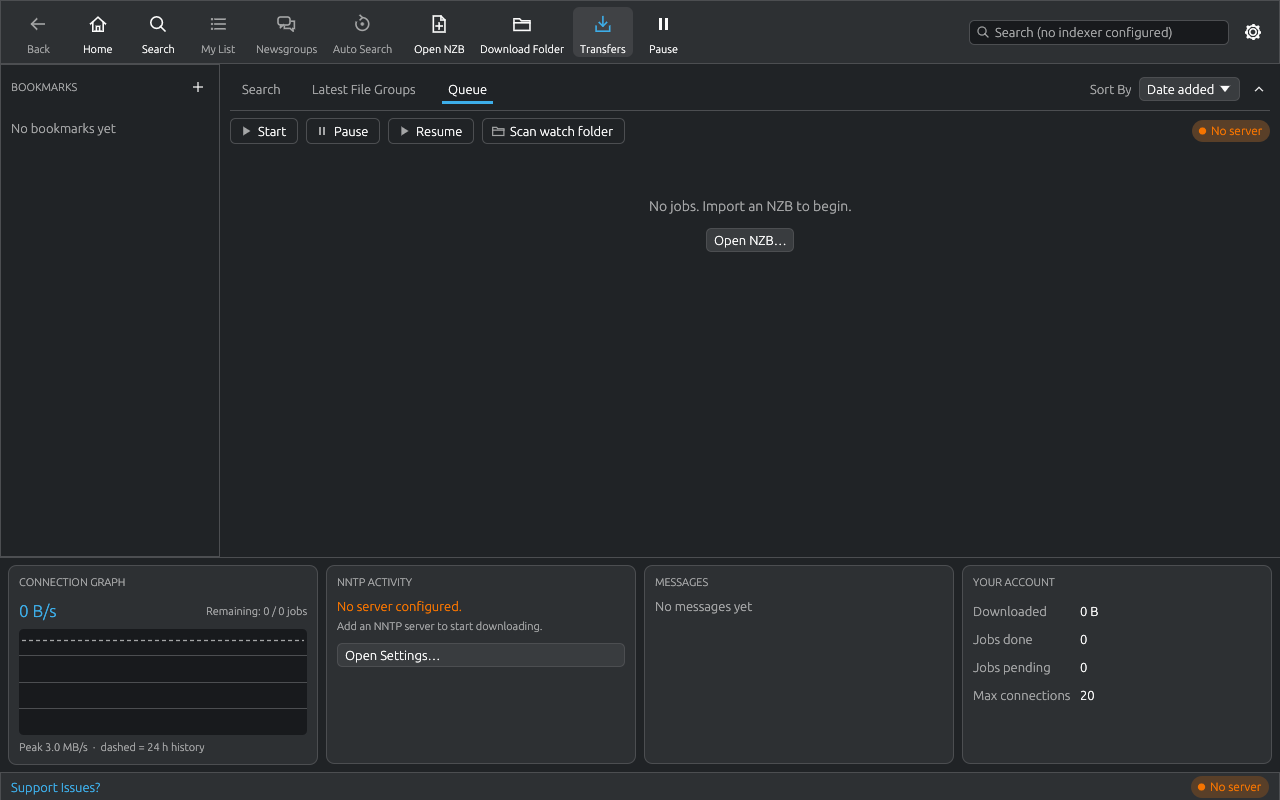 Back
Home
Search
My List
Newsgroups
Auto Search
Open NZB
Download Folder
Transfers
Pause
Search (no indexer configured)
BOOKMARKS
No bookmarks yet
Search
Latest File Groups
Queue
Sort By
Date added
Start
Pause
Resume
Scan watch folder
No server
No jobs. Import an NZB to begin.
Open NZB...
CONNECTION GRAPH
0 B/s
Remaining: 0 / 0 jobs
Peak 3.0 MB/s · dashed = 24 h history
NNTP ACTIVITY
No server configured.
Add an NNTP server to start downloading.
Open Settings...
MESSAGES
No messages yet
YOUR ACCOUNT
Downloaded 0 B
Jobs done 0
Jobs pending 0
Max connections 20
Support Issues?
No server